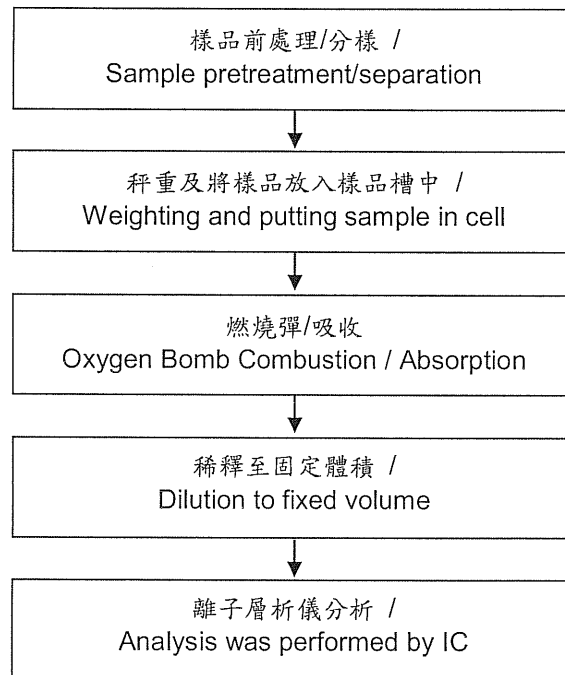 樣品前處理/分樣 /
Sample pretreatment/separation
秤重及將樣品放入樣品槽中 /
Weighting and putting sample in cell
燃燒彈/吸收
Oxygen Bomb Combustion / Absorption
稀釋至固定體積 /
Dilution to fixed volume
離子層析儀分析 /
Analysis was performed by IC